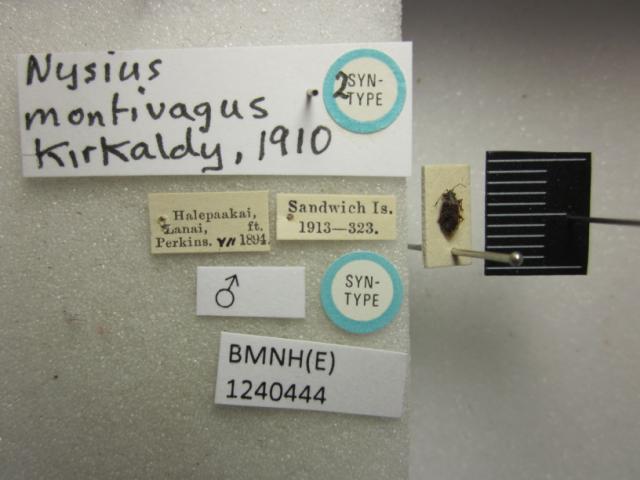 Nysius
montivagus
Kirkaldy, 1910
2
SYN-
TYPE
Halepaakai,
Lanai, ft.
Perkins. VII 1894.
Sandwich Is.
1913—323.
♂
SYN-
TYPE
BMNH(E)
1240444